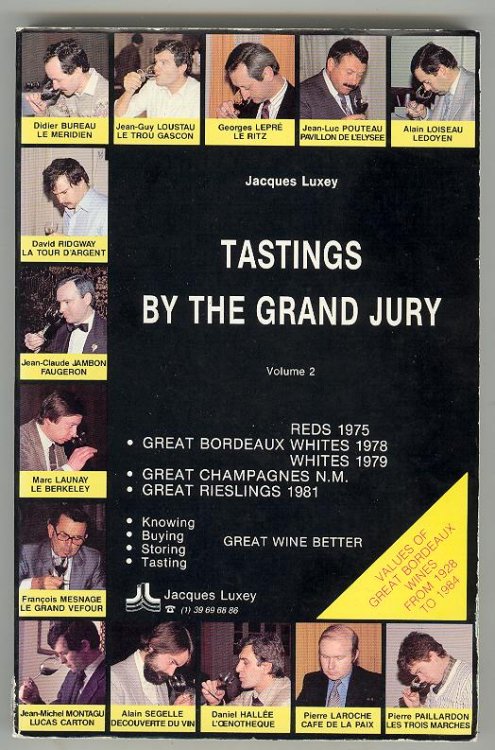 Didier BUREAU
LE MERIDIEN
Jean-Guy LOUSTAU
LE TROU GASCON
Georges LEPRÉ
LE RITZ
Jean-Luc POUTEAU
PAVILLON DE L'ELYSEE
Alain LOISEAU
LEDOYEN
David RIDGWAY
LA TOUR D'ARGENT
Jean-Claude JAMBON
FAUGERON
Marc LAUNAY
LE BERKELEY
François MESNAGE
LE GRAND VEFOUR
Jacques Luxey
TASTINGS
BY THE GRAND JURY
Volume 2
REDS 1975
• GREAT BORDEAUX WHITES 1978
WHITES 1979
• GREAT CHAMPAGNES N.M.
• GREAT RIESLINGS 1981
• Knowing
• Buying
• Storing
• Tasting
GREAT WINE BETTER
Jacques Luxey
☎ (1) 39 69 68 86
VALUES OF
GREAT BORDEAUX
WINES
FROM 1928
TO 1984
Jean-Michel MONTAGU
LUCAS CARTON
Alain SEGELLE
DECOUVERTE DU VIN
Daniel HALLÉE
L'ŒNOTHEQUE
Pierre LAROCHE
CAFE DE LA PAIX
Pierre PAILLARDON
LES TROIS MARCHES